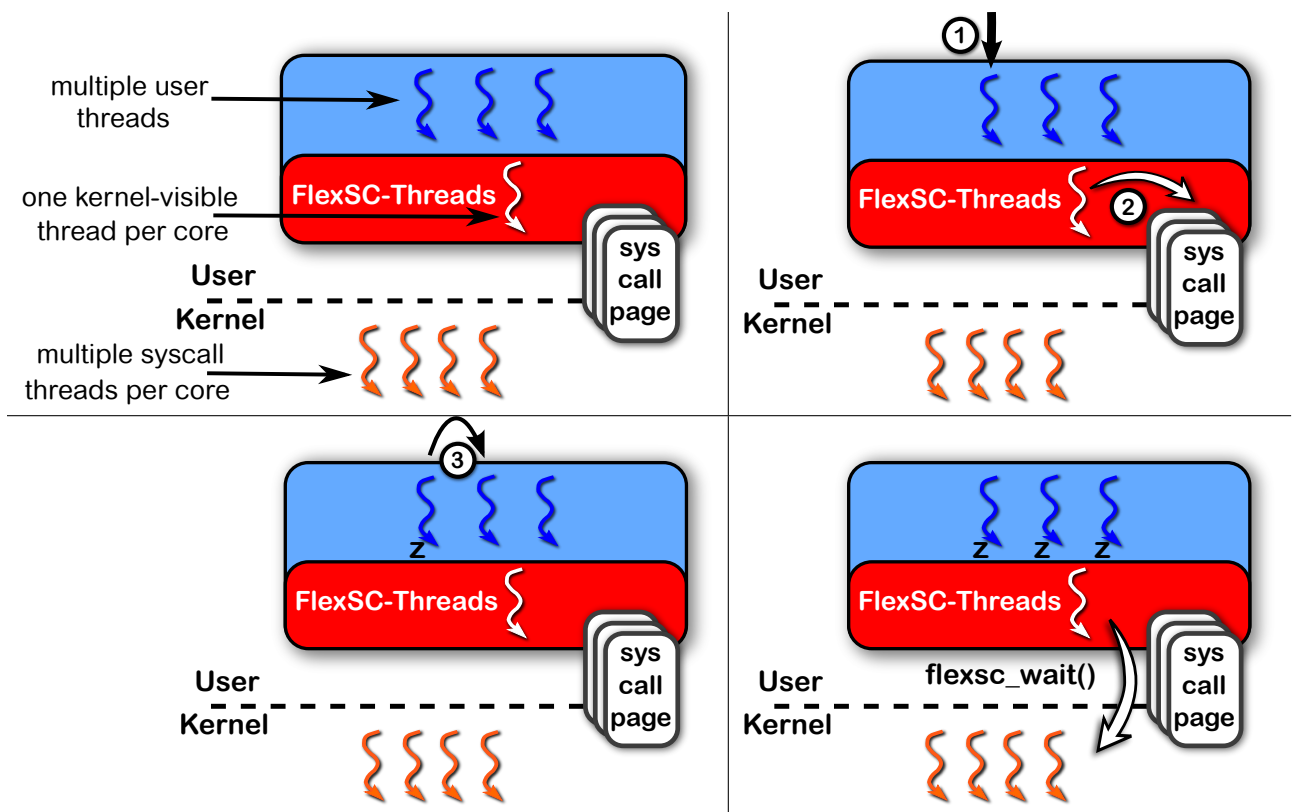 multiple user
threads
FlexSC-Threads
one kernel-visible
thread per core
sys
call
page
User
Kernel
multiple syscall
threads per core
1
FlexSC-Threads
2
sys
call
page
User
Kernel
3
z
FlexSC-Threads
sys
call
page
User
Kernel
z z z
FlexSC-Threads
flexsc_wait()
sys
call
page
User
Kernel